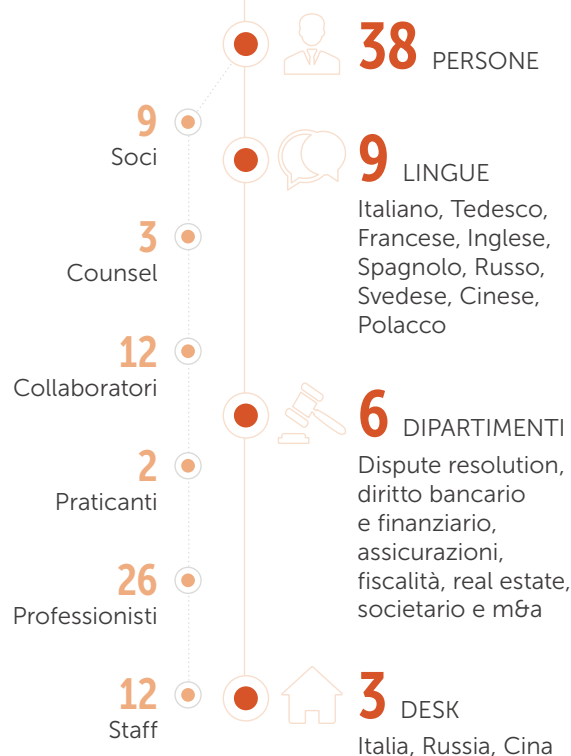 38 PERSONE
9
Soci
3
Counsel
12
Collaboratori
2
Praticanti
26
Professionisti
12
Staff
9 LINGUE
Italiano, Tedesco,
Francese, Inglese,
Spagnolo, Russo,
Svedese, Cinese,
Polacco
6 DIPARTIMENTI
Dispute resolution,
diritto bancario
e finanziario,
assicurazioni,
fiscalità, real estate,
societario e m&a
3 DESK
Italia, Russia, Cina